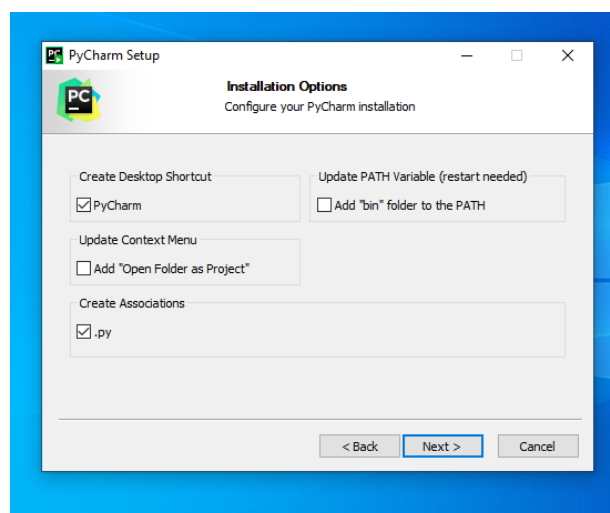 PC PyCharm Setup
PC
Installation Options
Configure your PyCharm installation
Create Desktop Shortcut
PyCharm
Update PATH Variable (restart needed)
Add "bin" folder to the PATH
Update Context Menu
Add "Open Folder as Project"
Create Associations
.py
< Back
Next >
Cancel